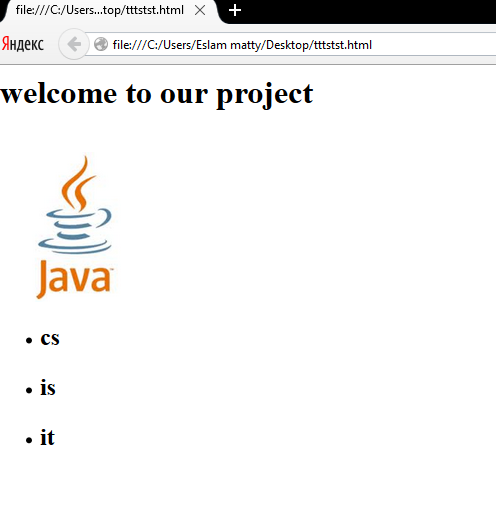 file:///C:/Users...top/tttstst.html
Яндекс
file:///C:/Users/Eslam matty/Desktop/tttstst.html
welcome to our project
Java™
cs
is
it